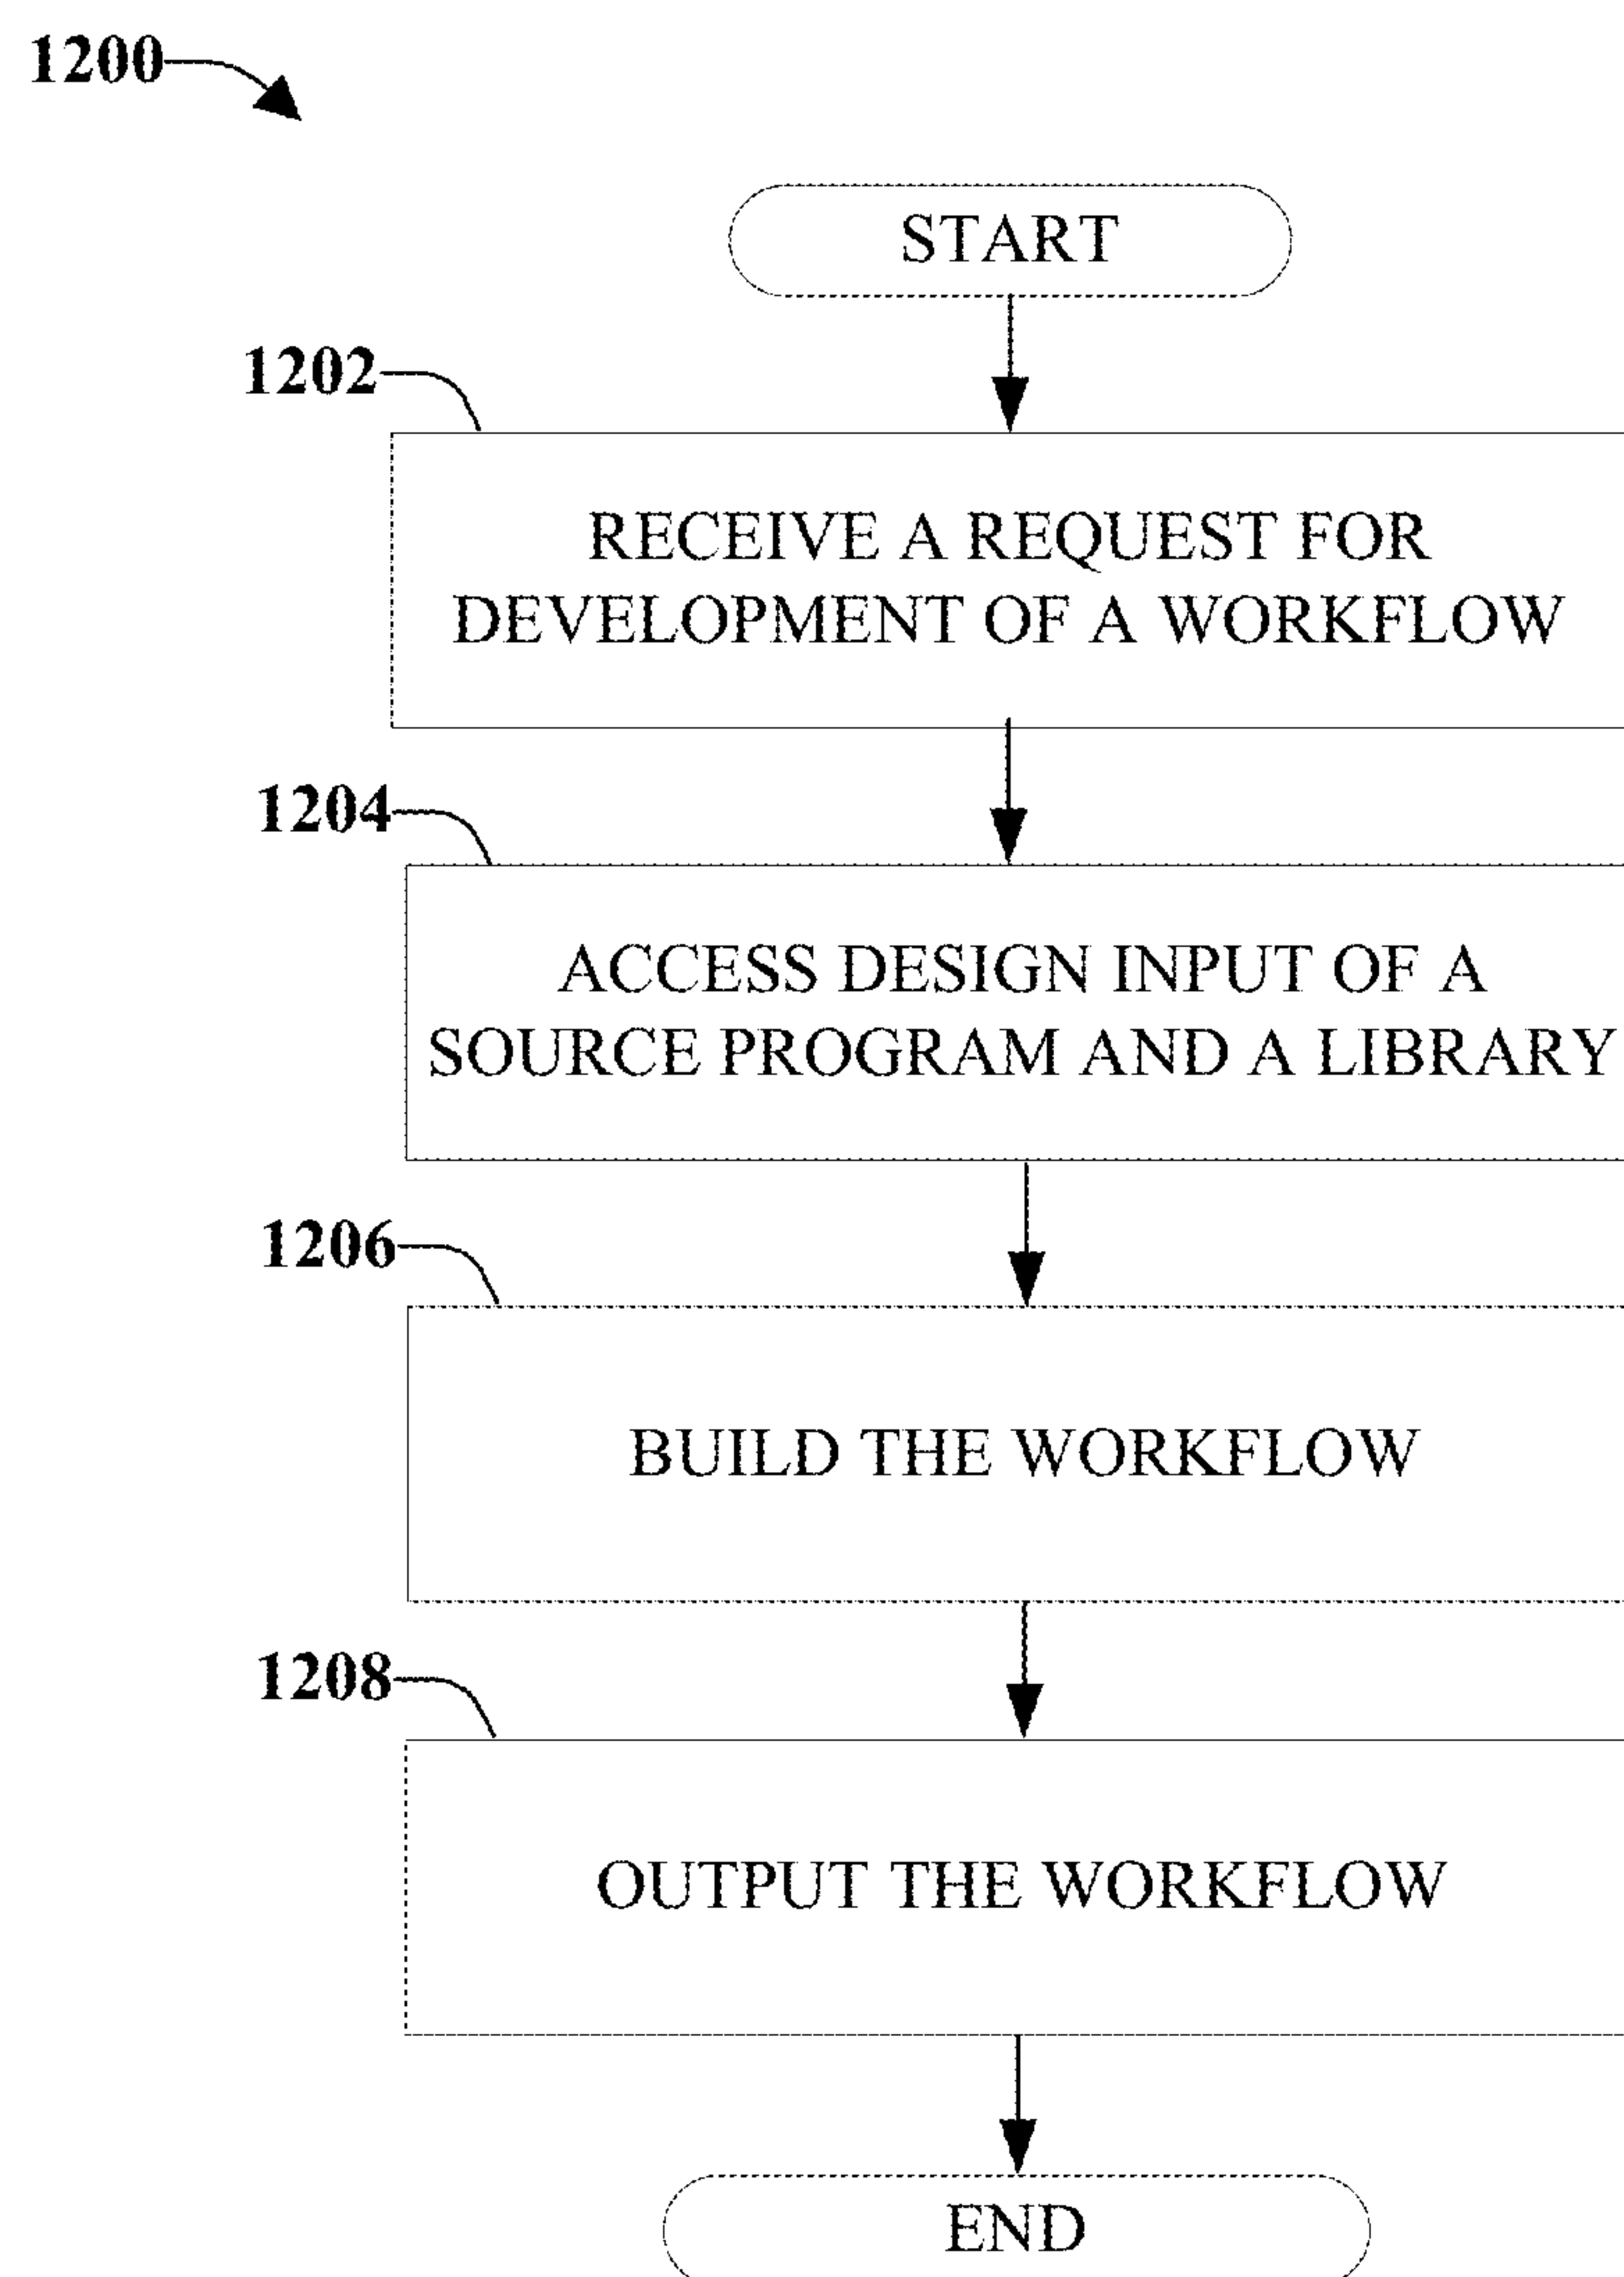 1200
START
1202
RECEIVE A REQUEST FOR
DEVELOPMENT OF A WORKFLOW
1204
ACCESS DESIGN INPUT OF A
SOURCE PROGRAM AND A LIBRARY
1206
BUILD THE WORKFLOW
1208
OUTPUT THE WORKFLOW
END